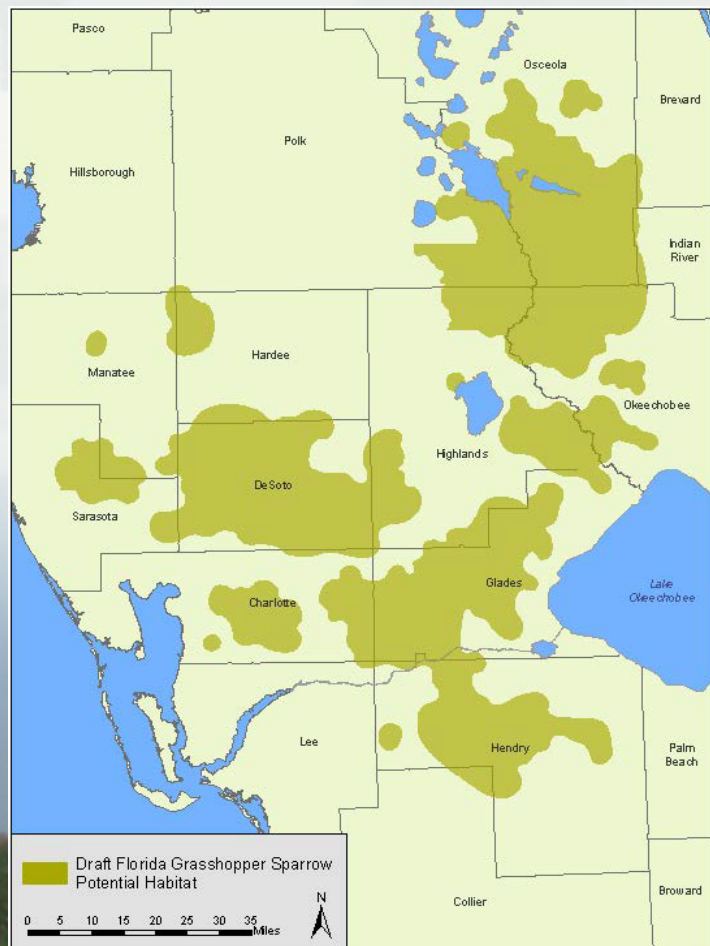 Pasco
Osceola
Brevard
Polk
Hillsborough
Indian
River
Hardee
Manatee
Okeechobee
Highlands
DeSoto
Sarasota
Glades
Lake
Okeechobee
Charlotte
Lee
Hendry
Palm
Beach
Collier
Broward
Draft Florida Grasshopper Sparrow
Potential Habitat
N
0 5 10 15 20 25 30 35
Miles